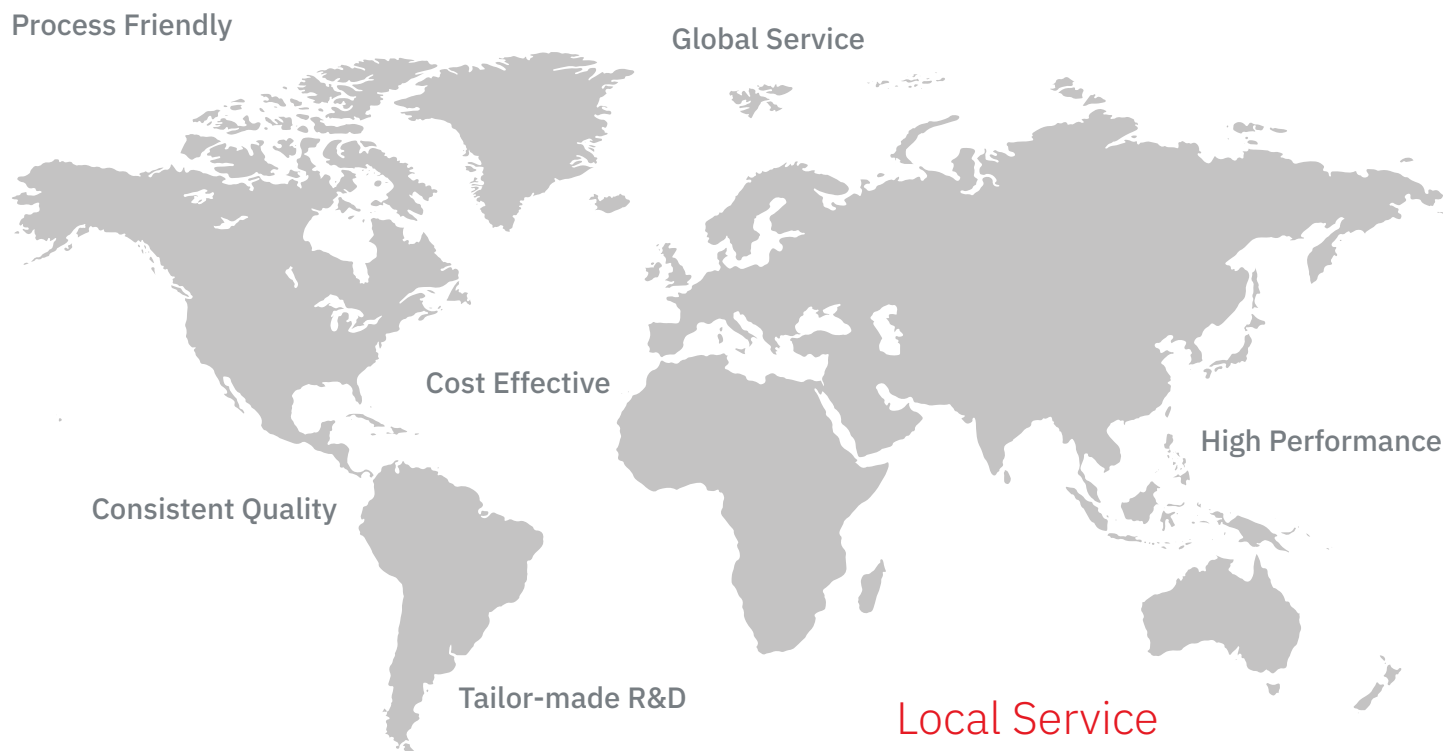 Process Friendly
Global Service
Cost Effective
High Performance
Consistent Quality
Tailor-made R&D
Local Service